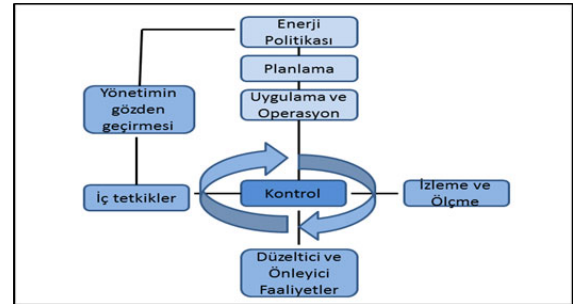 Enerji
Politikası
Planlama
Uygulama ve
Operasyon
Yönetimin
gözden
geçirmesi
İç tetkikler
Kontrol
İzleme ve
Ölçme
Düzeltici ve
Önleyici
Faaliyetler